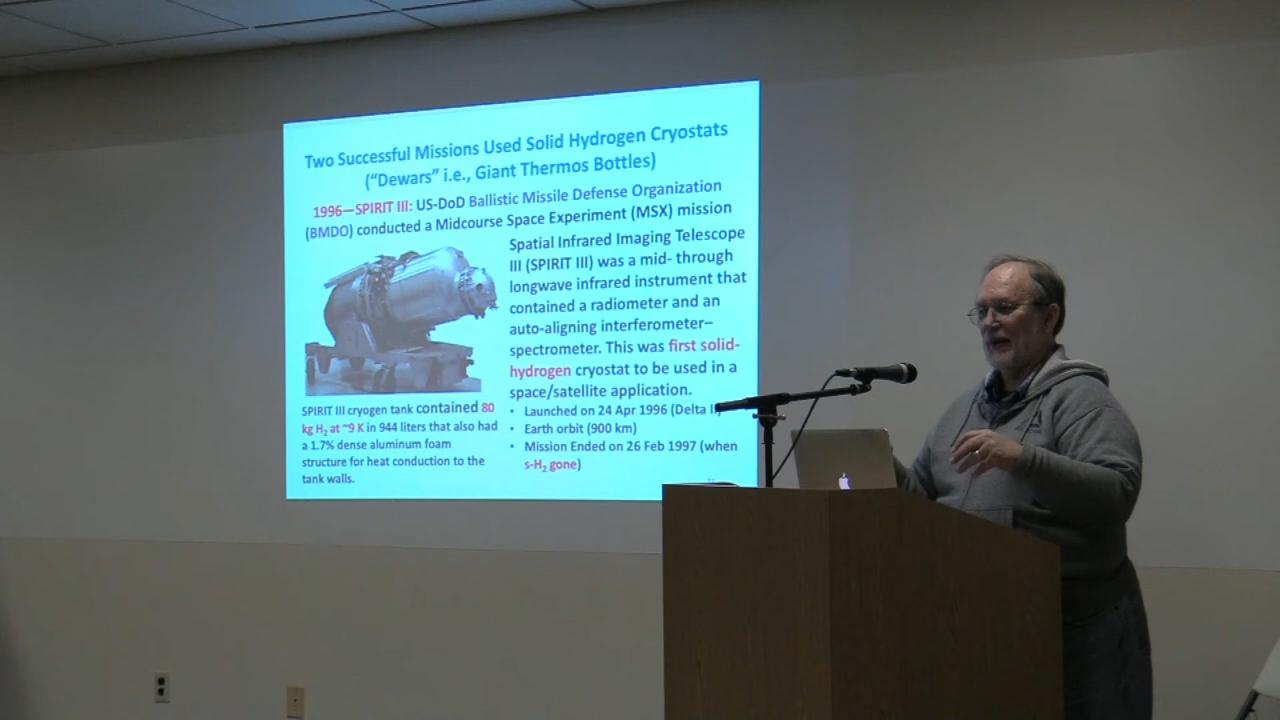 Two Successful Missions Used Solid Hydrogen Cryostats
("Dewars" i.e., Giant Thermos Bottles)
1996—SPIRIT III: US-DoD Ballistic Missile Defense Organization
(BMDO) conducted a Midcourse Space Experiment (MSX) mission
Spatial Infrared Imaging Telescope
III (SPIRIT III) was a mid- through
longwave infrared instrument that
contained a radiometer and an
auto-aligning interferometer–
spectrometer. This was first solid-
hydrogen cryostat to be used in a
space/satellite application.
• Launched on 24 Apr 1996 (Delta
• Earth orbit (900 km)
• Mission Ended on 26 Feb 1997 (when
s-H₂ gone)
SPIRIT III cryogen tank contained 80
kg H₂ at ~9 K in 944 liters that also had
a 1.7% dense aluminum foam
structure for heat conduction to the
tank walls.